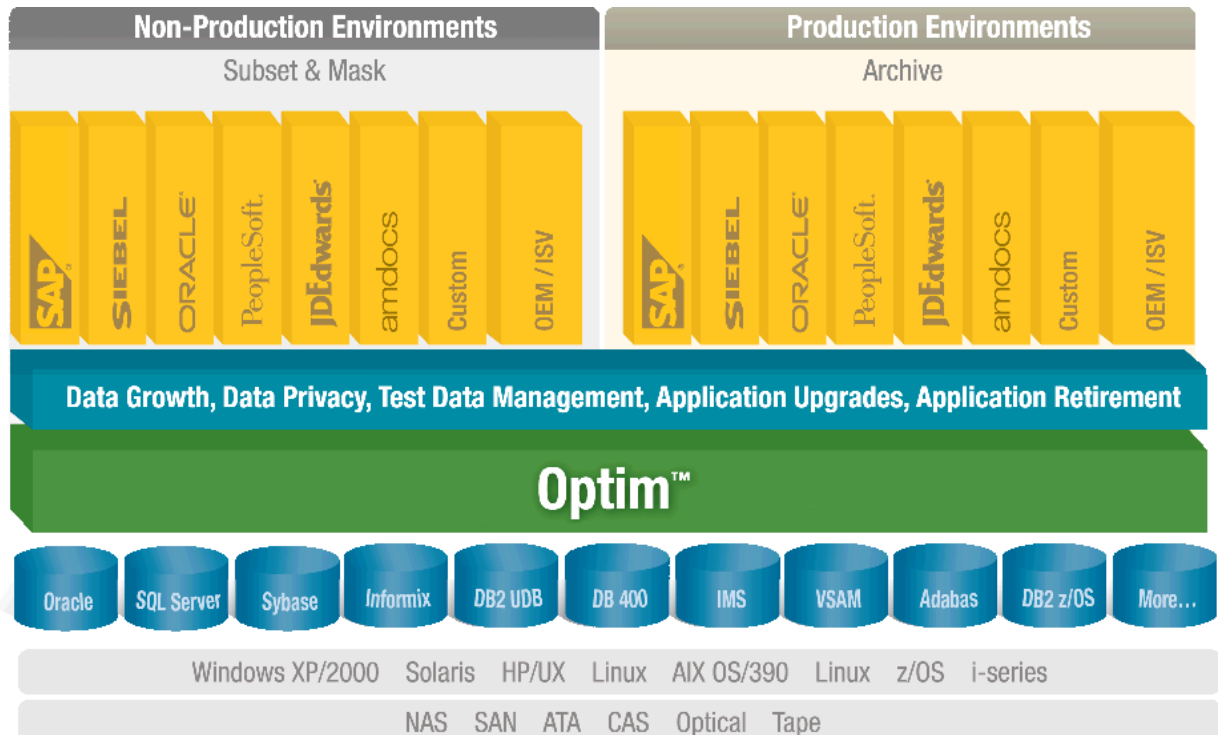 Non-Production Environments
Production Environments
Subset & Mask
Archive
SAP®
SIEBEL
ORACLE®
PeopleSoft.
JDEdwards®
amdocs
Custom
OEM / ISV
SAP®
SIEBEL
ORACLE®
PeopleSoft.
JDEdwards®
amdocs
Custom
OEM / ISV
Data Growth, Data Privacy, Test Data Management, Application Upgrades, Application Retirement
Optim™
Oracle
SQL Server
Sybase
Informix
DB2 UDB
DB 400
IMS
VSAM
Adabas
DB2 z/OS
More...
Windows XP/2000 Solaris HP/UX Linux AIX OS/390 Linux z/OS i-series
NAS SAN ATA CAS Optical Tape